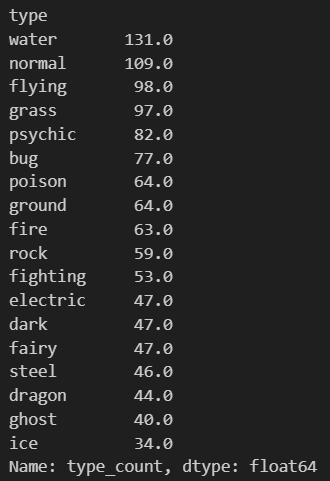 type
water       131.0
normal      109.0
flying       98.0
grass        97.0
psychic      82.0
bug          77.0
poison       64.0
ground       64.0
fire         63.0
rock         59.0
fighting     53.0
electric     47.0
dark         47.0
fairy        47.0
steel        46.0
dragon       44.0
ghost        40.0
ice          34.0
Name: type_count, dtype: float64